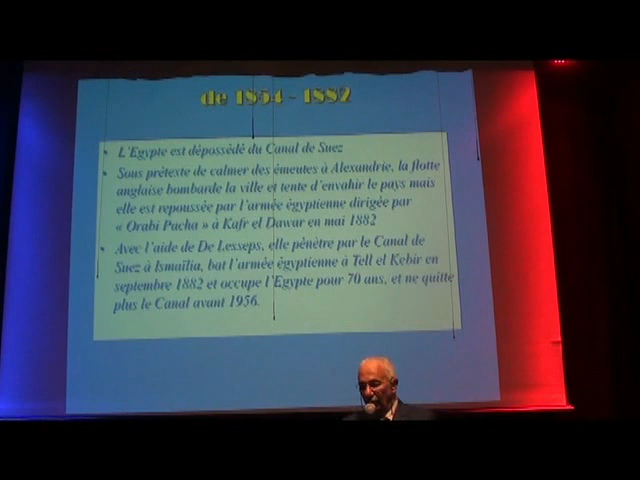 de 1854 - 1882
L'Egypte est dépossédé du Canal de Suez
Sous prétexte de calmer des émeutes à Alexandrie, la flotte
anglaise bombarde la ville et tente d'envahir le pays mais
elle est repoussée par l'armée égyptienne dirigée par
« Orabi Pacha » à Kafr el Dawar en mai 1882
Avec l'aide de De Lesseps, elle pénètre par le Canal de
Suez à Ismaïlia, bat l'armée égyptienne à Tell el Kebir en
septembre 1882 et occupe l'Egypte pour 70 ans, et ne quitte
plus le Canal avant 1956.